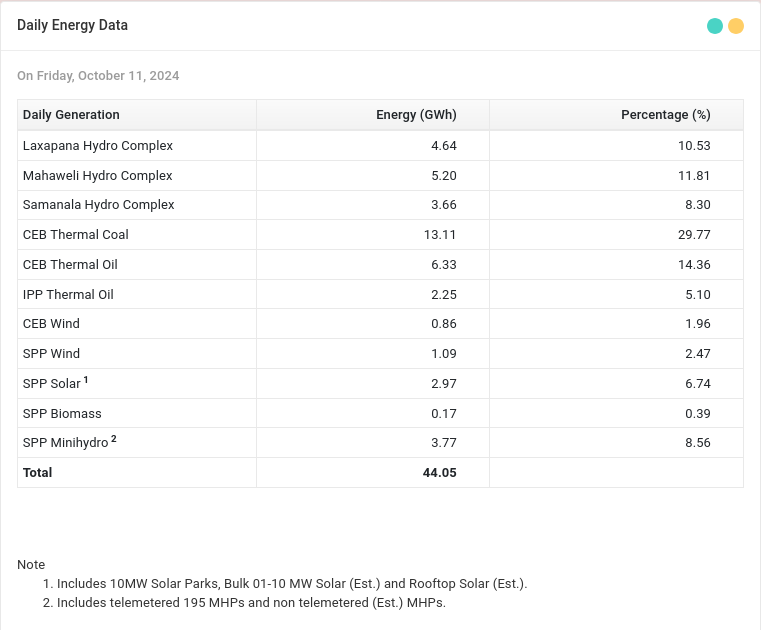 Daily Energy Data
On Friday, October 11, 2024
Daily Generation Energy (GWh) Percentage (%)
Laxapana Hydro Complex 4.64 10.53
Mahaweli Hydro Complex 5.20 11.81
Samanala Hydro Complex 3.66 8.30
CEB Thermal Coal 13.11 29.77
CEB Thermal Oil 6.33 14.36
IPP Thermal Oil 2.25 5.10
CEB Wind 0.86 1.96
SPP Wind 1.09 2.47
SPP Solar 1 2.97 6.74
SPP Biomass 0.17 0.39
SPP Minihydro 2 3.77 8.56
Total 44.05
Note
1. Includes 10MW Solar Parks, Bulk 01-10 MW Solar (Est.) and Rooftop Solar (Est.).
2. Includes telemetered 195 MHPs and non telemetered (Est.) MHPs.